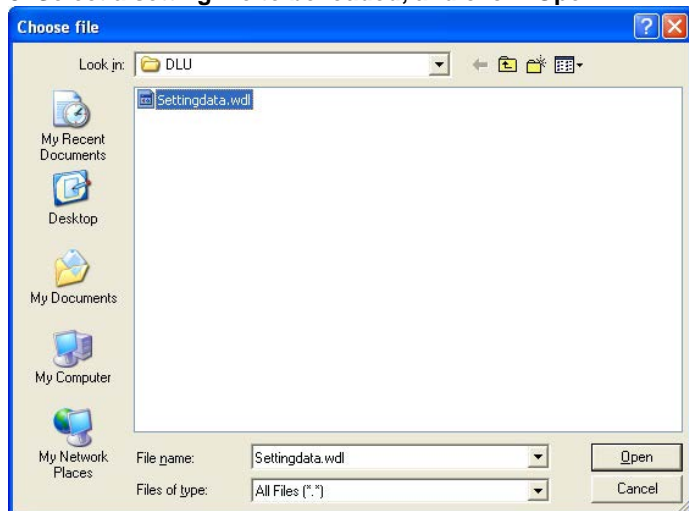 Choose file
Look in:
DLU
Settingdata.wdl
My Recent
Documents
Desktop
My Documents
My Computer
My Network
Places
File name:
Settingdata.wdl
Open
Files of type:
All Files (*.*)
Cancel